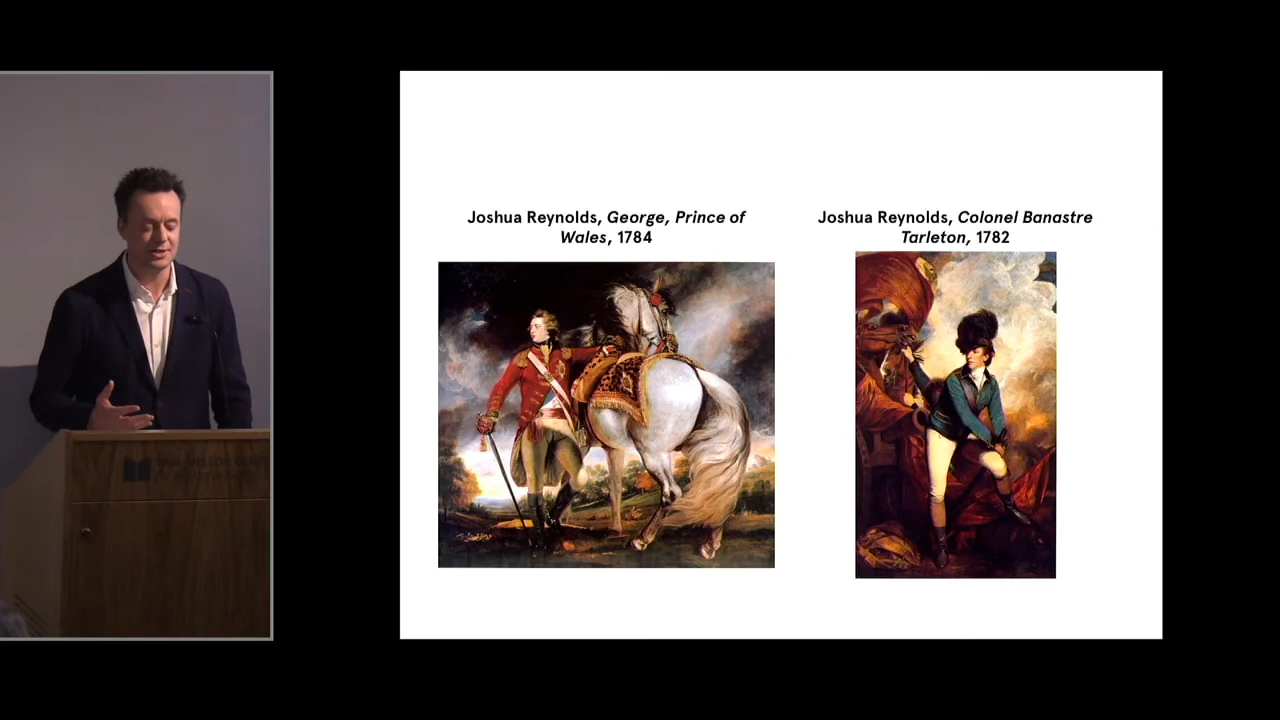 Joshua Reynolds, George, Prince of
Wales, 1784
Joshua Reynolds, Colonel Banastre
Tarleton, 1782